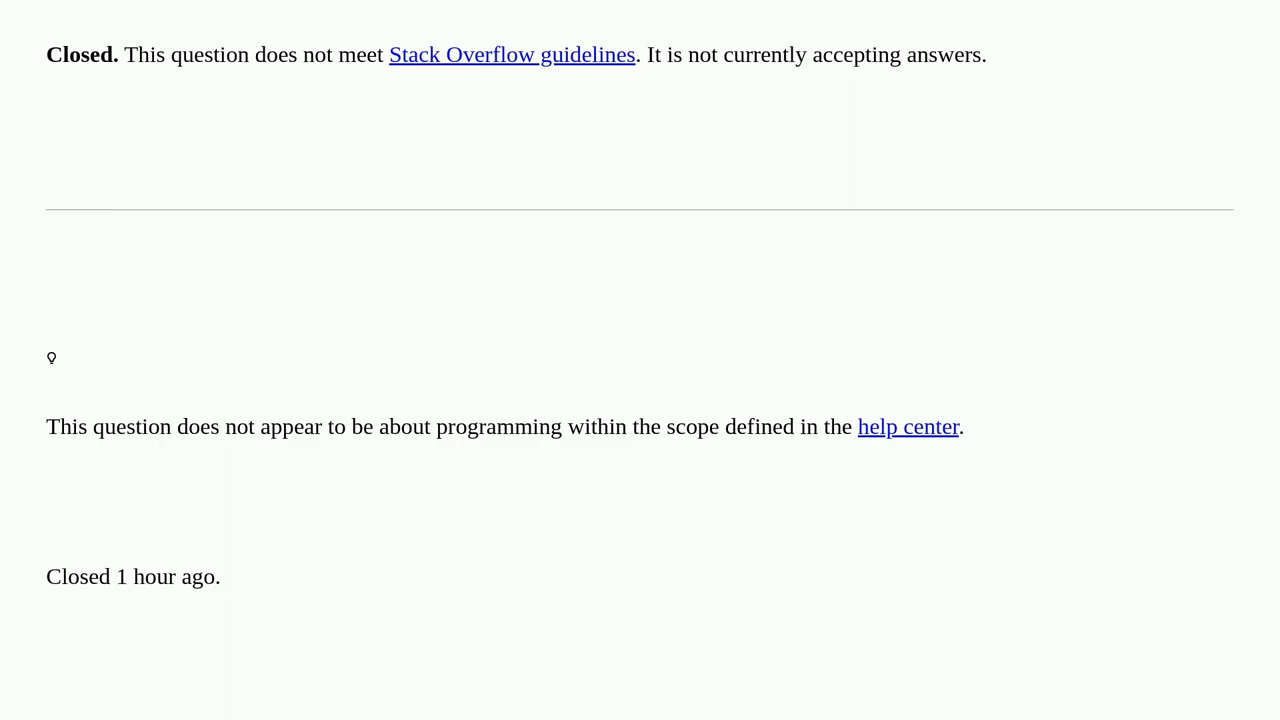 Closed. This question does not meet Stack Overflow guidelines. It is not currently accepting answers.
This question does not appear to be about programming within the scope defined in the help center.
Closed 1 hour ago.